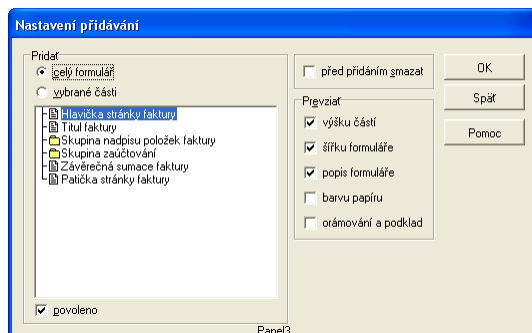 Nastavení přidávání
Pridať
celý formulář
vybrané části
Hlavička stránky faktury
Titul faktury
Skupina nadpisu položek faktury
Skupina zaúčtování
Závěrečná sumace faktury
Patička stránky faktury
povoleno
před přidáním smazat
Prevziať
výšku částí
šířku formuláře
popis formuláře
barvu papíru
orámování a podklad
OK
Späť
Pomoc
Panel3